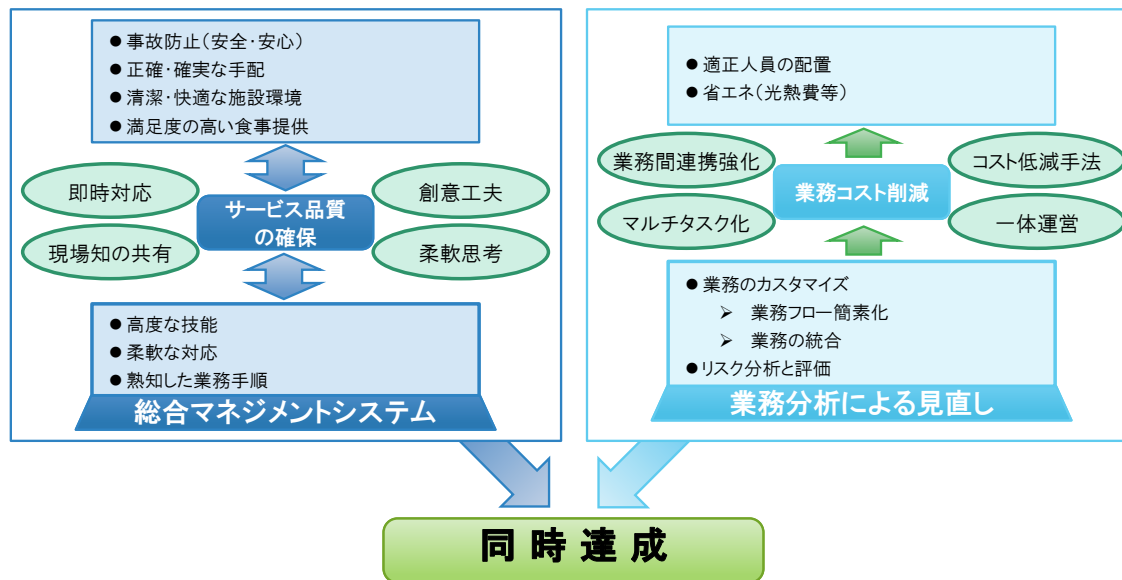 ● 事故防止（安全・安心）
● 正確・確実な手配
● 清潔・快適な施設環境
● 満足度の高い食事提供
即時対応
創意工夫
サービス品質
の確保
現場知の共有
柔軟思考
● 高度な技能
● 柔軟な対応
● 熟知した業務手順
総合マネジメントシステム
● 適正人員の配置
● 省エネ（光熱費等）
業務間連携強化
コスト低減手法
業務コスト削減
マルチタスク化
一体運営
● 業務のカスタマイズ
➢ 業務フロー簡素化
➢ 業務の統合
● リスク分析と評価
業務分析による見直し
同時達成